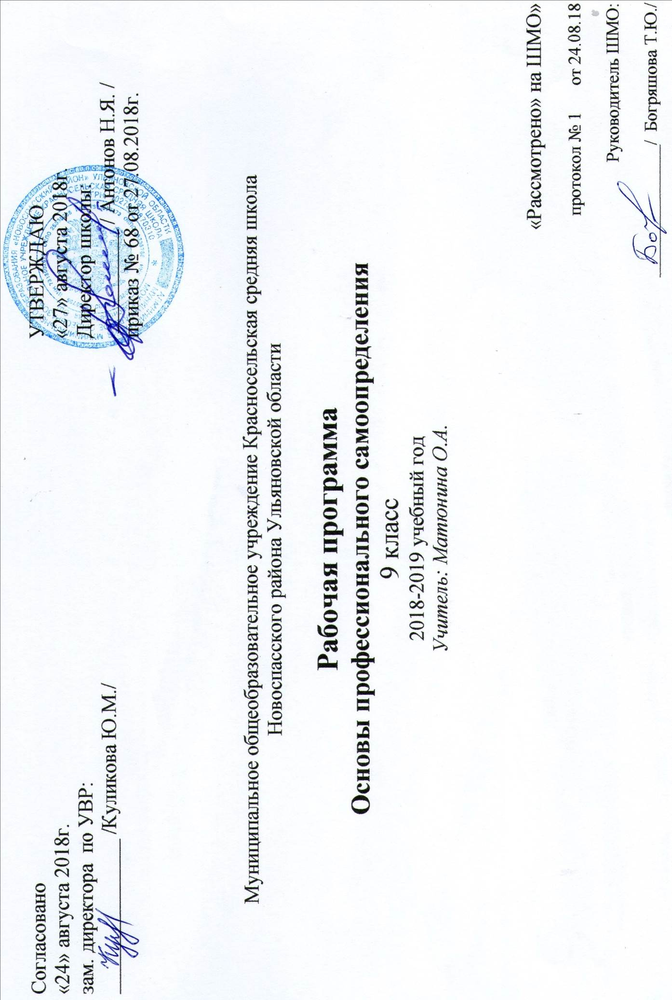 Согласовано
«24» августа 2018г.
зам. директора по УВР:
/Куликова Ю.М./
УТВЕРЖДАЮ
«27» августа 2018г.
Директор школы:
/ Антонов Н.Я. /
приказ № 68 от 27.08.2018г.
Муниципальное общеобразовательное учреждение Красносельская средняя школа
Новоспасского района Ульяновской области
Рабочая программа
Основы профессионального самоопределения
9 класс
2018-2019 учебный год
Учитель: Матюнина О.А.
«Рассмотрено» на ШМО»
протокол № 1 от 24.08.18
Руководитель ШМО:
/ Богряшова Т.Ю./